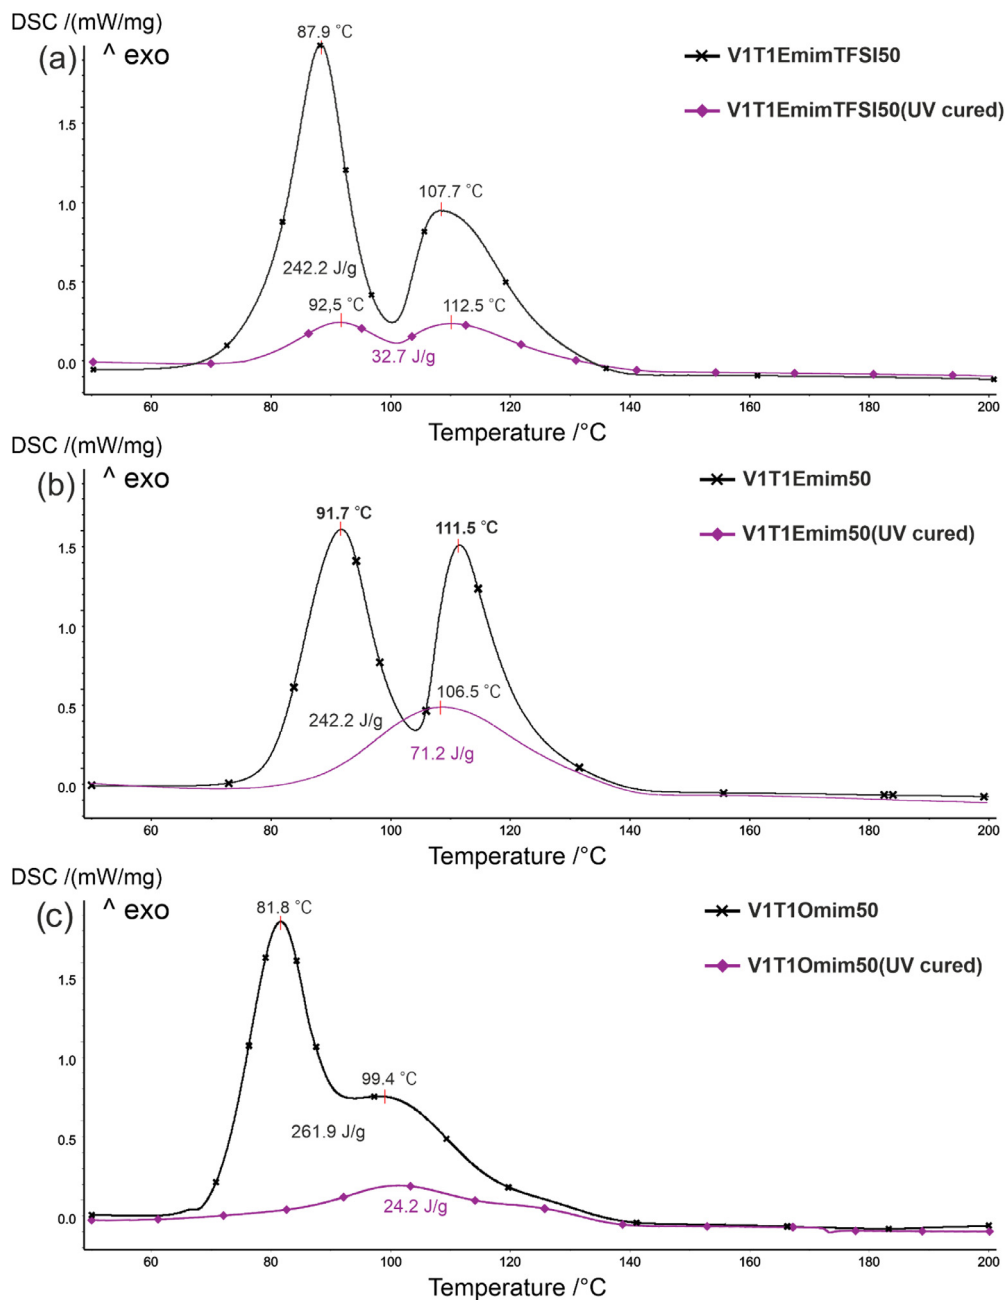 DSC /(mW/mg)
(a) ^ exo
87.9 °C
V1T1EmimTFSI50
V1T1EmimTFSI50(UV cured)
1.5
1.0
0.5
0.0
107.7 °C
242.2 J/g
92,5 °C
112.5 °C
32.7 J/g
60 80 100 120 140 160 180 200
Temperature /°C
DSC /(mW/mg)
(b) ^ exo
V1T1Emim50
V1T1Emim50(UV cured)
91.7 °C
111.5 °C
1.5
1.0
0.5
0.0
106.5 °C
242.2 J/g
71.2 J/g
60 80 100 120 140 160 180 200
Temperature /°C
DSC /(mW/mg)
(c) ^ exo
81.8 °C
V1T1Omim50
V1T1Omim50(UV cured)
1.5
1.0
0.5
0.0
99.4 °C
261.9 J/g
24.2 J/g
60 80 100 120 140 160 180 200
Temperature /°C